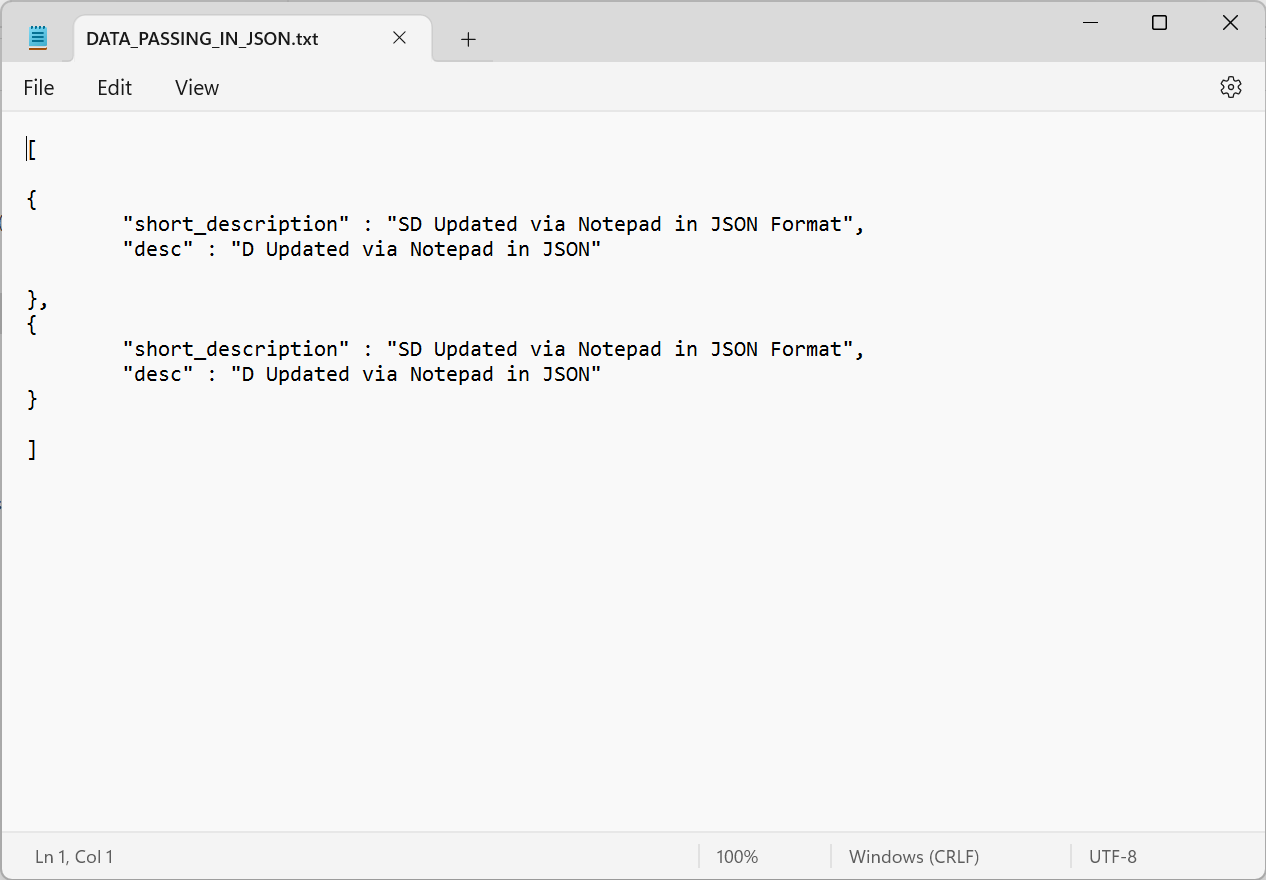 DATA_PASSING_IN_JSON.txt
File Edit View
[
{
"short_description" : "SD Updated via Notepad in JSON Format",
"desc" : "D Updated via Notepad in JSON"
},
{
"short_description" : "SD Updated via Notepad in JSON Format",
"desc" : "D Updated via Notepad in JSON"
}
]
Ln 1, Col 1 100% Windows (CRLF) UTF-8